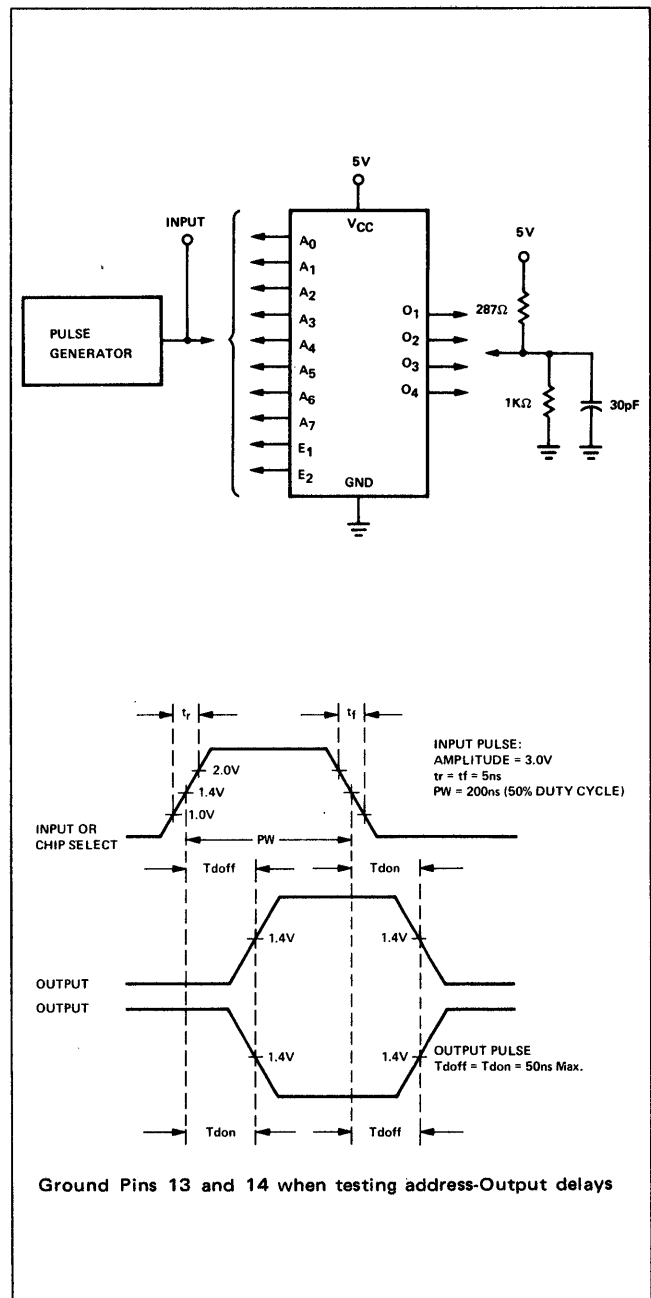 5V
INPUT
VCC
5V
A0
A1
A2
O1
287Ω
A3
O2
PULSE
GENERATOR
A4
O3
A5
O4
1KΩ
30pF
A6
A7
E1
E2
GND
tr
tf
INPUT PULSE:
AMPLITUDE = 3.0V
tr = tf = 5ns
PW = 200ns (50% DUTY CYCLE)
2.0V
1.4V
1.0V
INPUT OR
CHIP SELECT
PW
Tdoff
Tdon
1.4V
1.4V
OUTPUT
OUTPUT
1.4V
1.4V
OUTPUT PULSE
Tdoff = Tdon = 50ns Max.
Tdon
Tdoff
Ground Pins 13 and 14 when testing address-Output delays